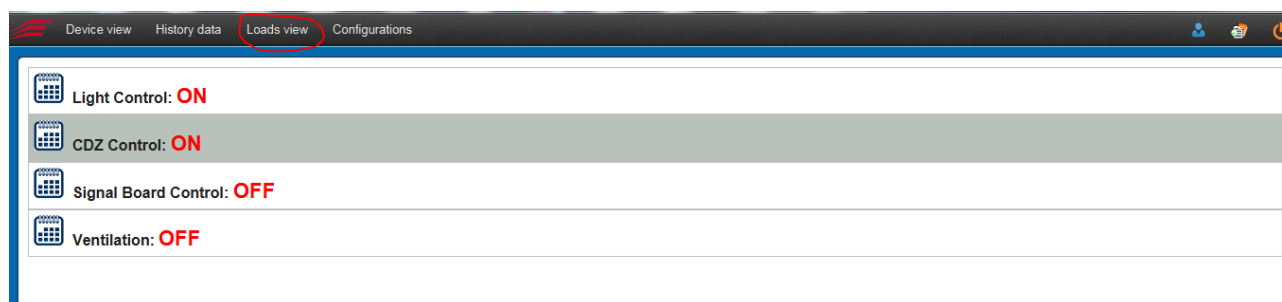 Device view History data Loads view Configurations
Light Control: ON
CDZ Control: ON
Signal Board Control: OFF
Ventilation: OFF